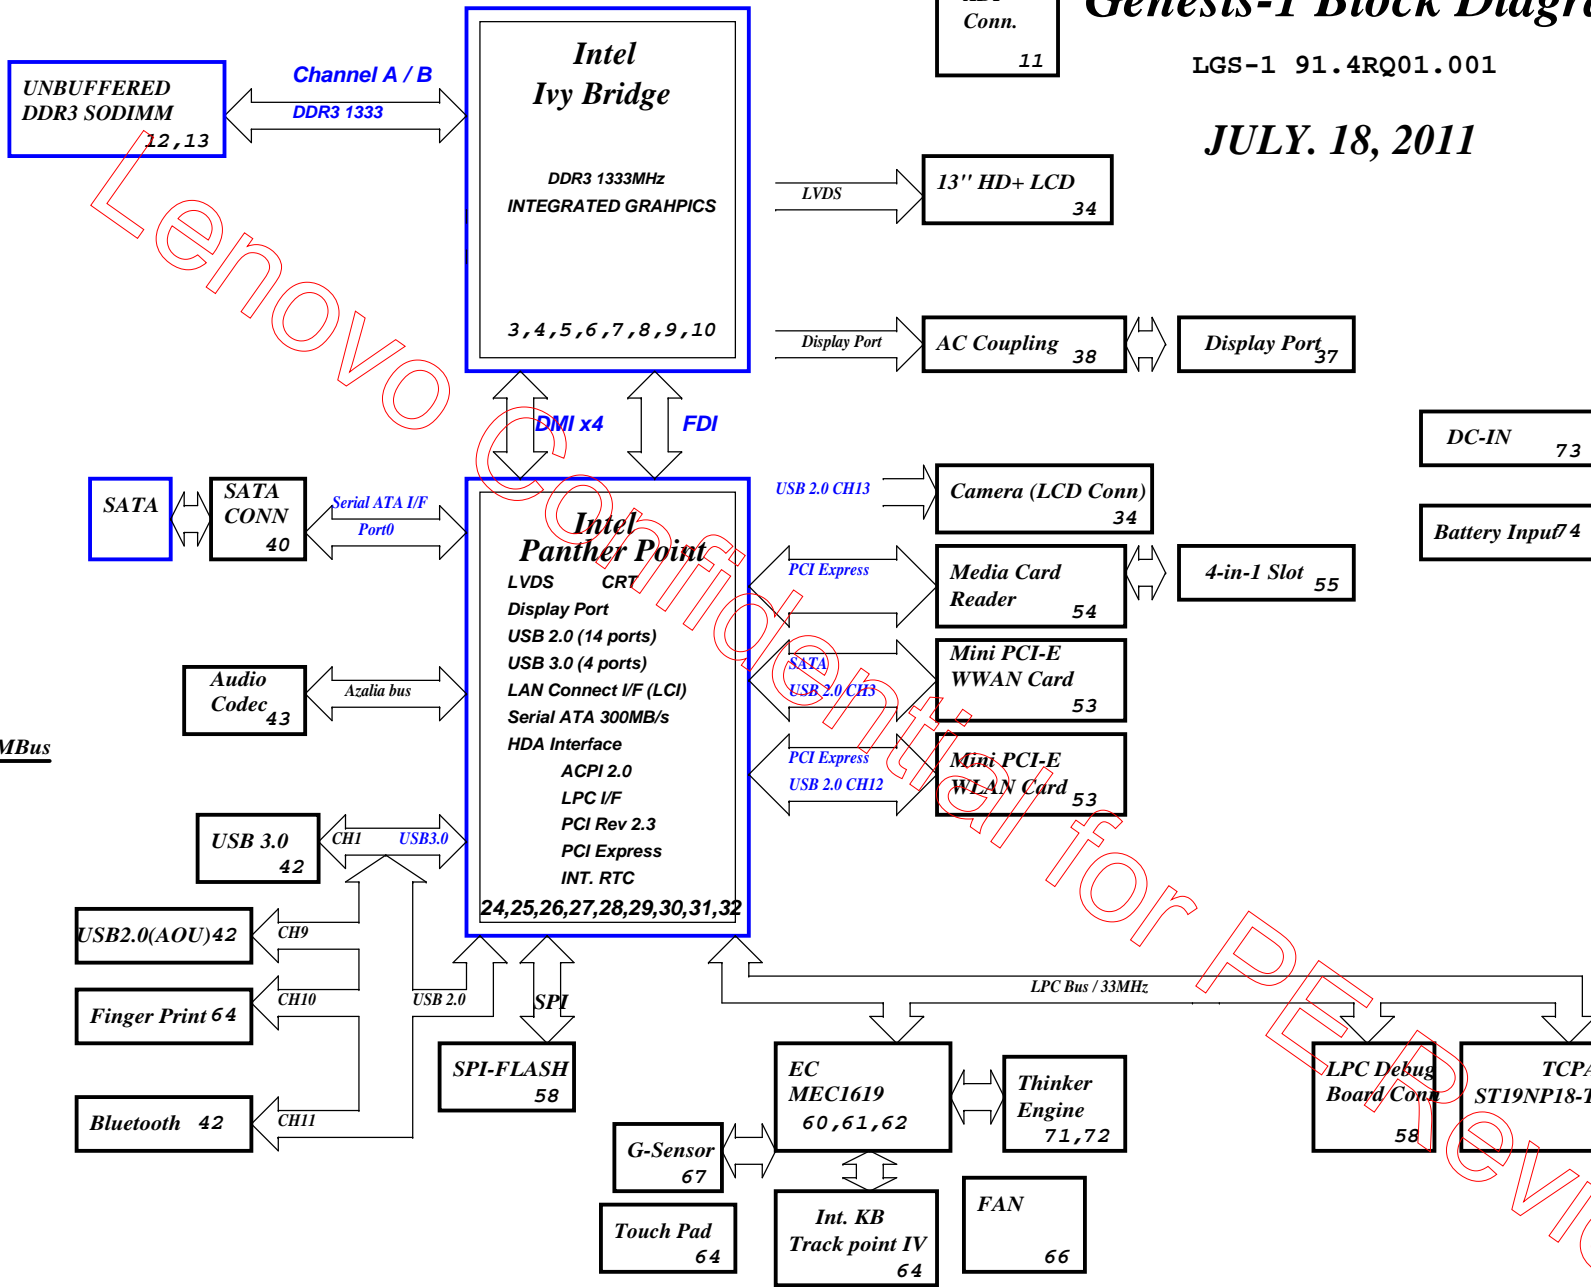 Conn.
11
LGS-1 91.4RQ01.001
JULY. 18, 2011
Intel
Ivy Bridge
DDR3 1333MHz
INTEGRATED GRAHPICS
3,4,5,6,7,8,9,10
UNBUFFERED
DDR3 SODIMM
12,13
Channel A / B
DDR3 1333
LVDS
13" HD+ LCD
34
Display Port
AC Coupling 38
Display Port
37
DMI x4
FDI
DC-IN 73
Battery Input 74
SATA
SATA
CONN
40
Serial ATA I/F
Port0
Intel
Panther Point
LVDS CRT
Display Port
USB 2.0 (14 ports)
USB 3.0 (4 ports)
LAN Connect I/F (LCI)
Serial ATA 300MB/s
HDA Interface
ACPI 2.0
LPC I/F
PCI Rev 2.3
PCI Express
INT. RTC
24,25,26,27,28,29,30,31,32
USB 2.0 CH13
Camera (LCD Conn)
34
PCI Express
Media Card
Reader
54
4-in-1 Slot
55
SATA
USB 2.0 CH3
Mini PCI-E
WWAN Card
53
PCI Express
USB 2.0 CH12
Mini PCI-E
WLAN Card
53
Audio
Codec
43
Azalia bus
MBus
USB 3.0
42
CH1 USB3.0
USB2.0(AOU) 42
CH9
Finger Print 64
CH10
USB 2.0
Bluetooth 42
CH11
SPI
SPI-FLASH
58
LPC Bus / 33MHz
EC
MEC1619
60,61,62
Thinker
Engine
71,72
LPC Debug
Board Conn
58
G-Sensor
67
Touch Pad
64
Int. KB
Track point IV
64
FAN
66
Lenovo Confidential for PE